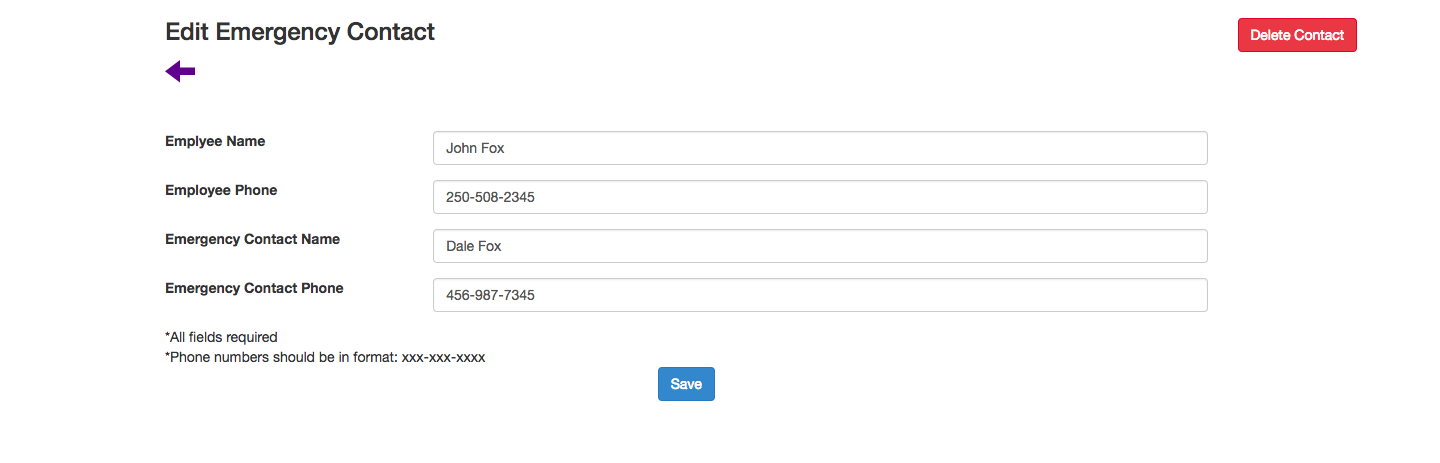 Edit Emergency Contact
Delete Contact
Emplyee Name
John Fox
Employee Phone
250-508-2345
Emergency Contact Name
Dale Fox
Emergency Contact Phone
456-987-7345
*All fields required
*Phone numbers should be in format: xxx-xxx-xxxx
Save